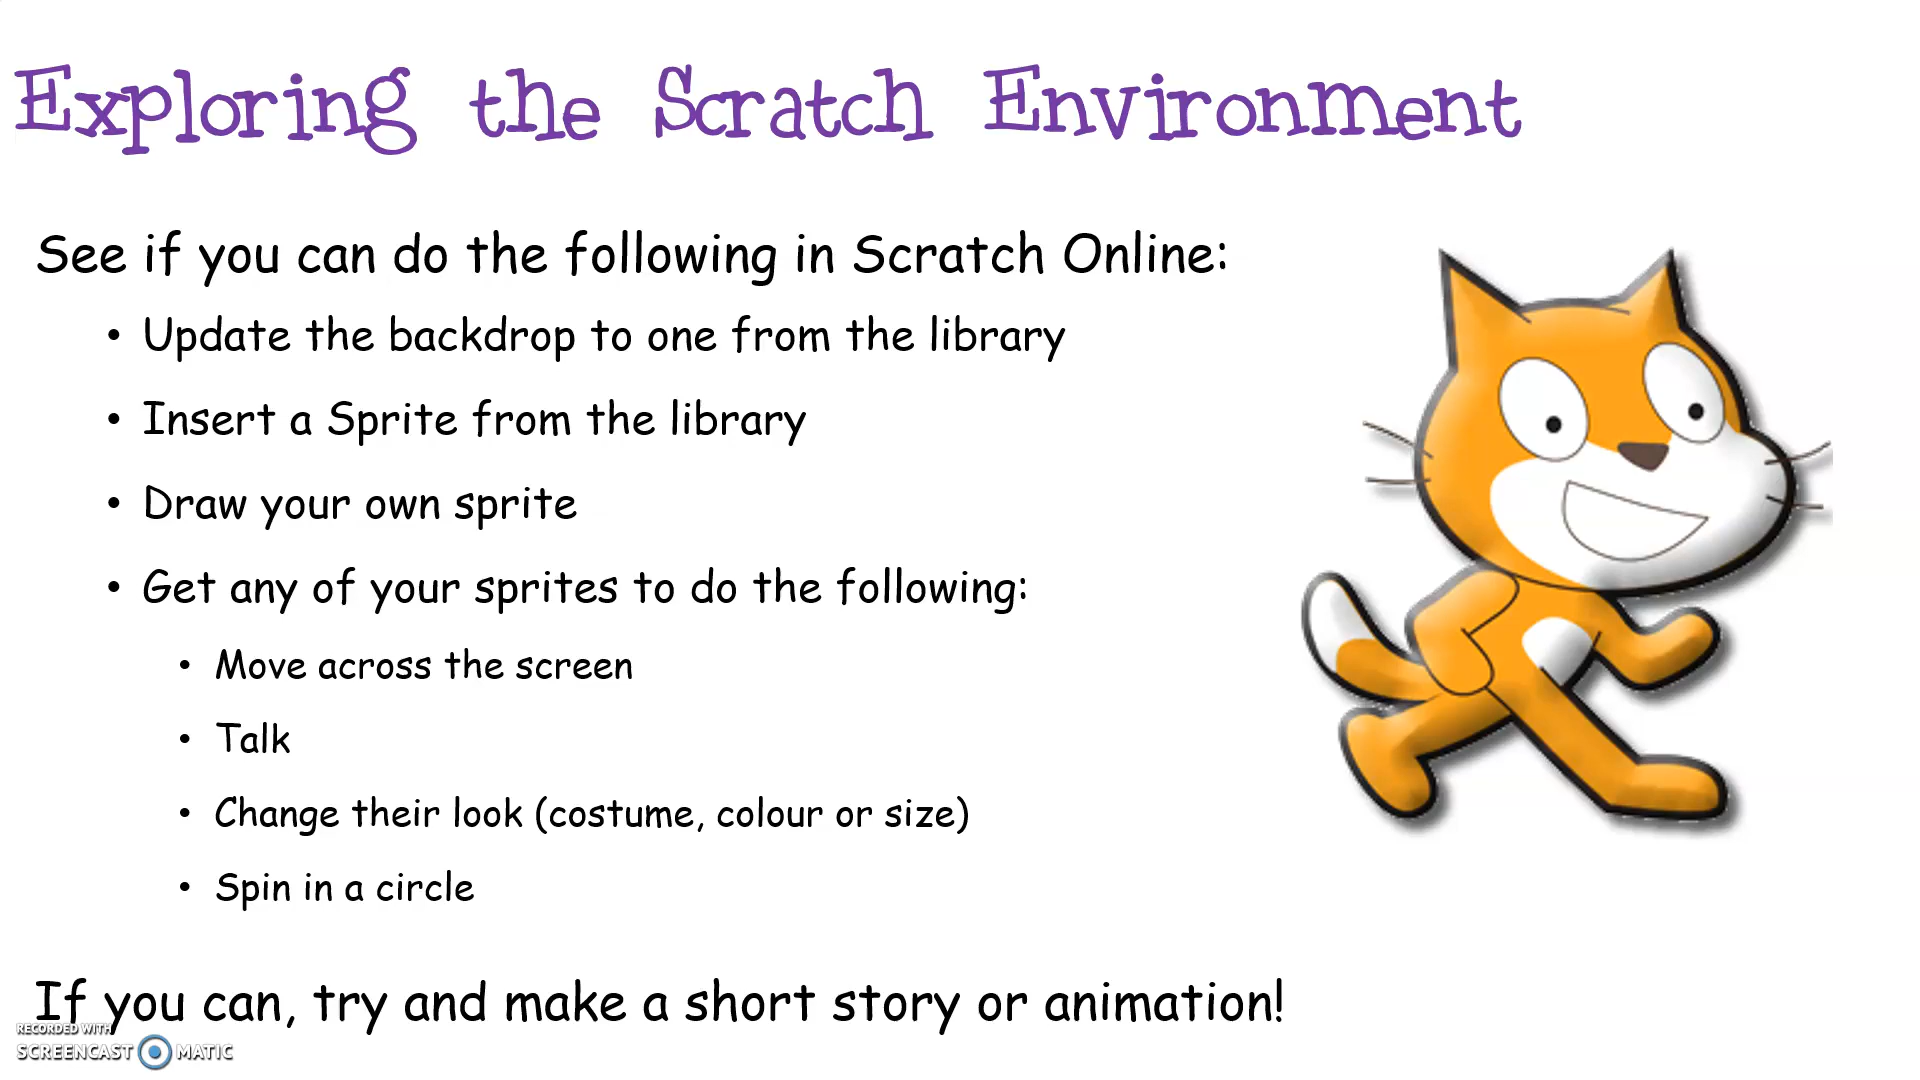 Exploring the Scratch Environment
See if you can do the following in Scratch Online:
• Update the backdrop to one from the library
• Insert a Sprite from the library
• Draw your own sprite
• Get any of your sprites to do the following:
• Move across the screen
• Talk
• Change their look (costume, colour or size)
• Spin in a circle
If you can, try and make a short story or animation!
RECORDED WITH
SCREENCAST MATIC